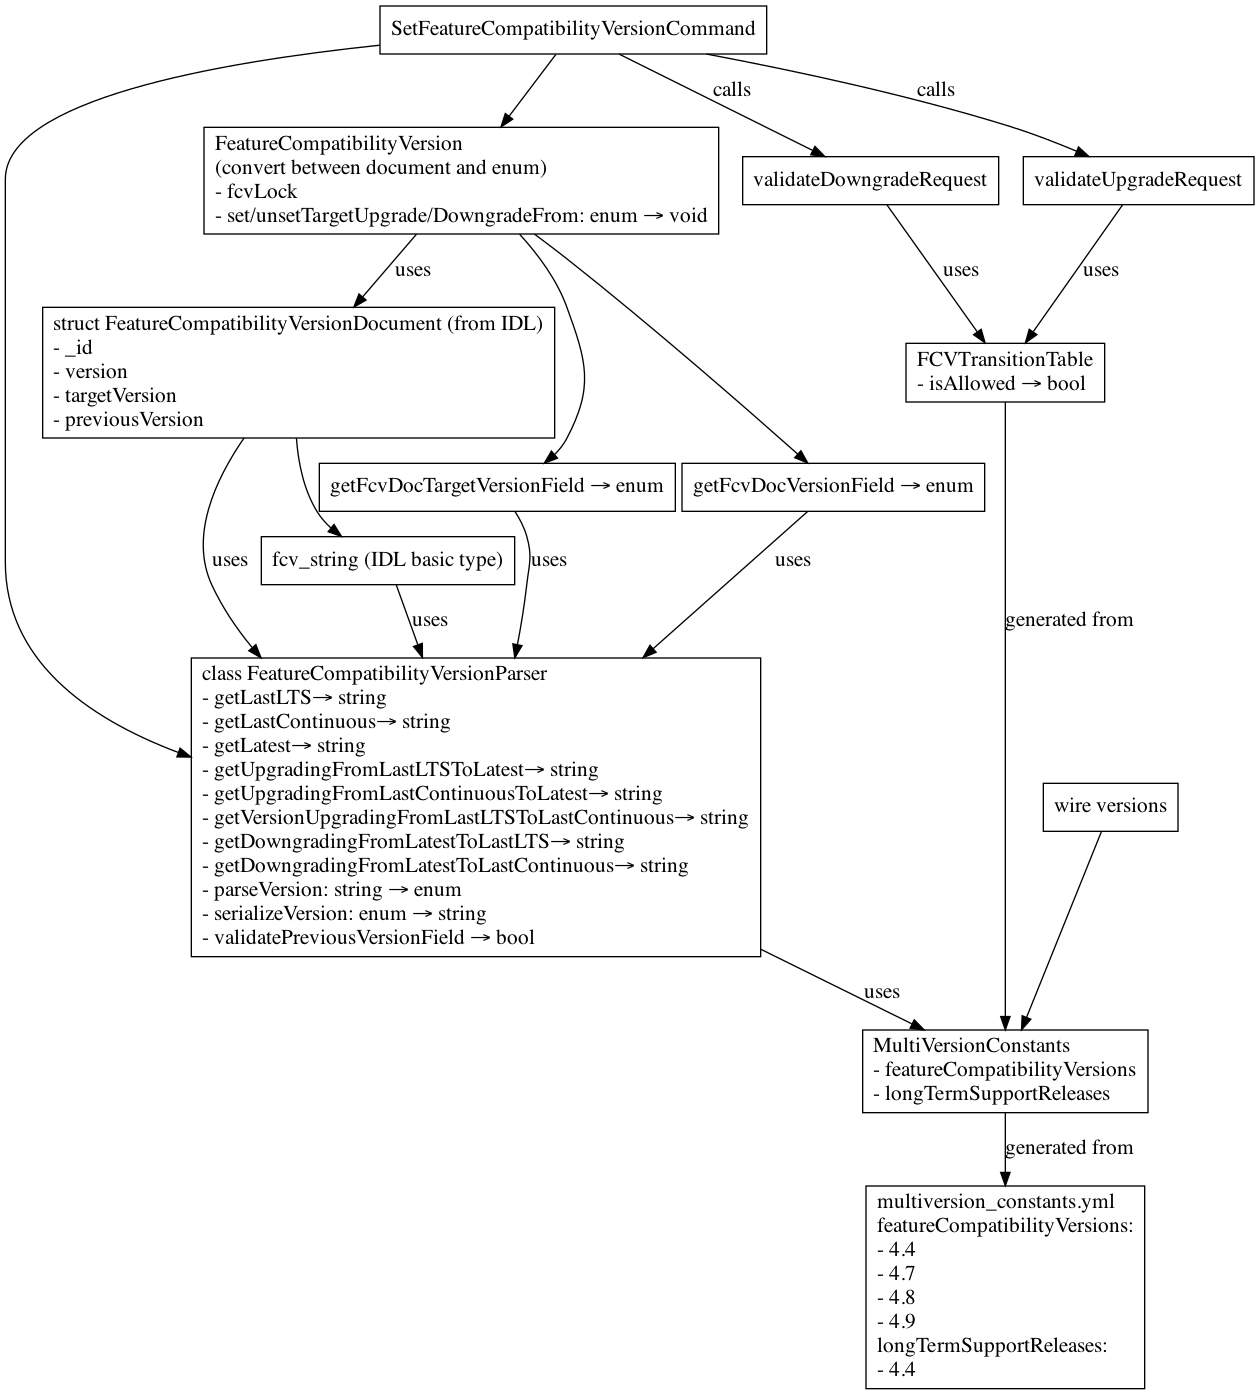 SetFeatureCompatibilityVersionCommand
calls
calls
FeatureCompatibilityVersion
(convert between document and enum)
- fcvLock
- set/unsetTargetUpgrade/DowngradeFrom: enum → void
validateDowngradeRequest
validateUpgradeRequest
uses
uses
uses
struct FeatureCompatibilityVersionDocument (from IDL)
- _id
- version
- targetVersion
- previousVersion
FCVTransitionTable
- isAllowed → bool
getFcvDocTargetVersionField → enum
getFcvDocVersionField → enum
uses
fcv_string (IDL basic type)
uses
uses
uses
generated from
class FeatureCompatibilityVersionParser
- getLastLTS→ string
- getLastContinuous→ string
- getLatest→ string
- getUpgradingFromLastLTSToLatest→ string
- getUpgradingFromLastContinuousToLatest→ string
- getVersionUpgradingFromLastLTSToLastContinuous→ string
- getDowngradingFromLatestToLastLTS→ string
- getDowngradingFromLatestToLastContinuous→ string
- parseVersion: string → enum
- serializeVersion: enum → string
- validatePreviousVersionField → bool
wire versions
uses
MultiVersionConstants
- featureCompatibilityVersions
- longTermSupportReleases
generated from
multiversion_constants.yml
featureCompatibilityVersions:
- 4.4
- 4.7
- 4.8
- 4.9
longTermSupportReleases:
- 4.4